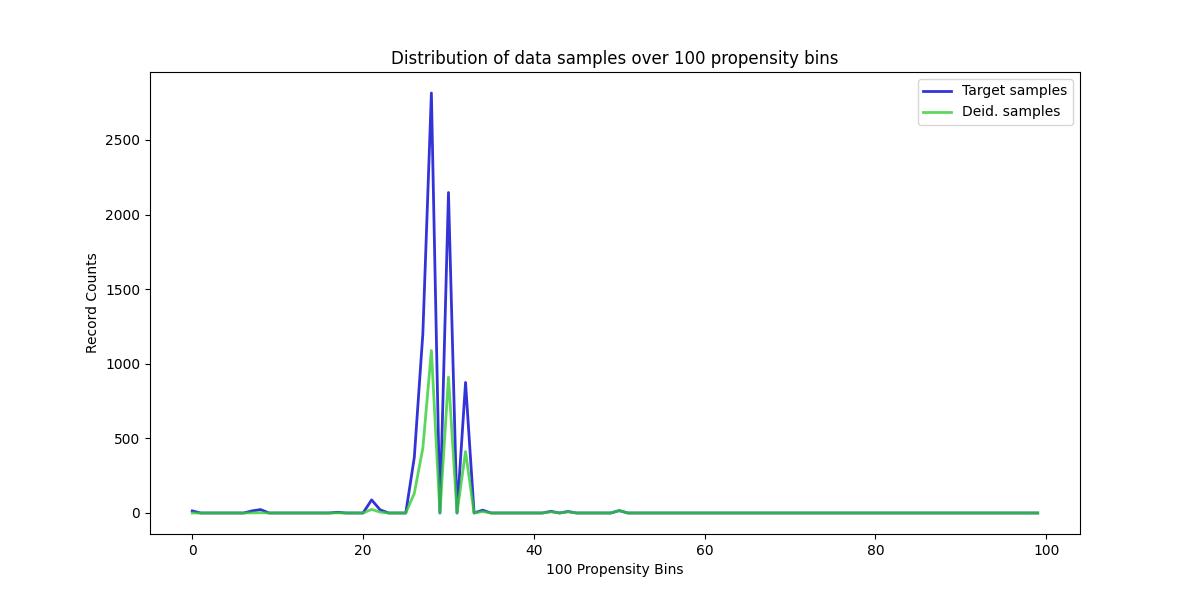 Distribution of data samples over 100 propensity bins
Target samples
Deid. samples
Record Counts
2500
2000
1500
1000
500
0
0 20 40 60 80 100
100 Propensity Bins